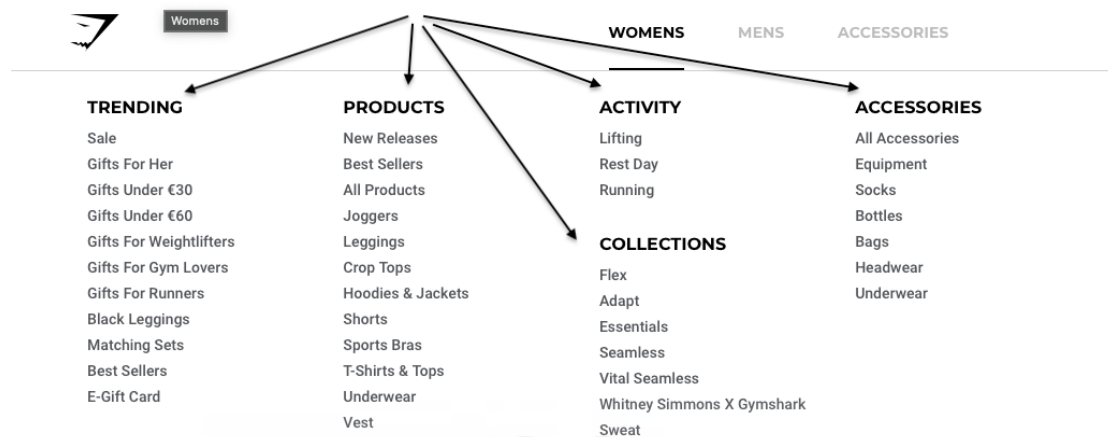 Womens
WOMENS
MENS
ACCESSORIES
TRENDING
Sale
Gifts For Her
Gifts Under €30
Gifts Under €60
Gifts For Weightlifters
Gifts For Gym Lovers
Gifts For Runners
Black Leggings
Matching Sets
Best Sellers
E-Gift Card
PRODUCTS
New Releases
Best Sellers
All Products
Joggers
Leggings
Crop Tops
Hoodies & Jackets
Shorts
Sports Bras
T-Shirts & Tops
Underwear
Vest
ACTIVITY
Lifting
Rest Day
Running
COLLECTIONS
Flex
Adapt
Essentials
Seamless
Vital Seamless
Whitney Simmons X Gymshark
Sweat
ACCESSORIES
All Accessories
Equipment
Socks
Bottles
Bags
Headwear
Underwear